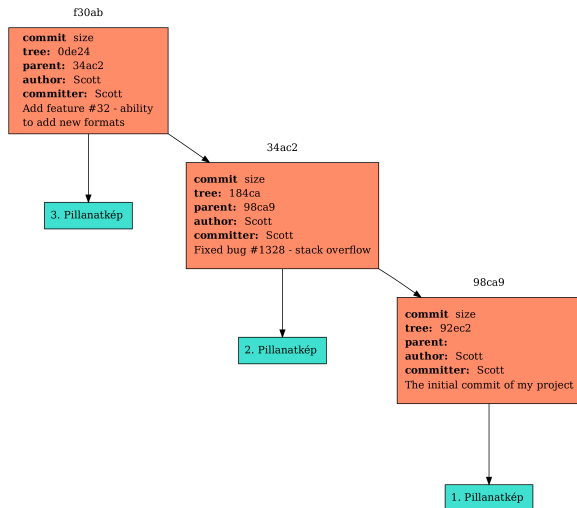 f30ab
commit size
tree: 0de24
parent: 34ac2
author: Scott
committer: Scott
Add feature #32 - ability
to add new formats
3. Pillanatkép
34ac2
commit size
tree: 184ca
parent: 98ca9
author: Scott
committer: Scott
Fixed bug #1328 - stack overflow
2. Pillanatkép
98ca9
commit size
tree: 92ec2
parent:
author: Scott
committer: Scott
The initial commit of my project
1. Pillanatkép